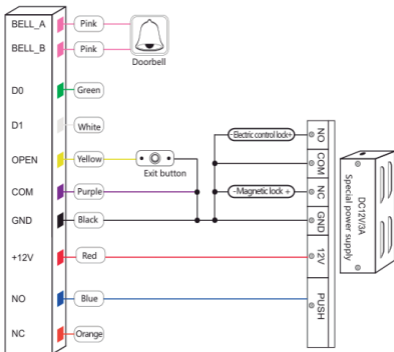 BELL_A Pink
BELL_B Pink
Doorbell
D0 Green
D1 White
OPEN Yellow
Exit button
COM Purple
GND Black
+12V Red
NO Blue
NC Orange
-Electric control lock+
-Magnetic lock +
NO
COM
NC
GND
12V
PUSH
DC12V/3A
Special power supply